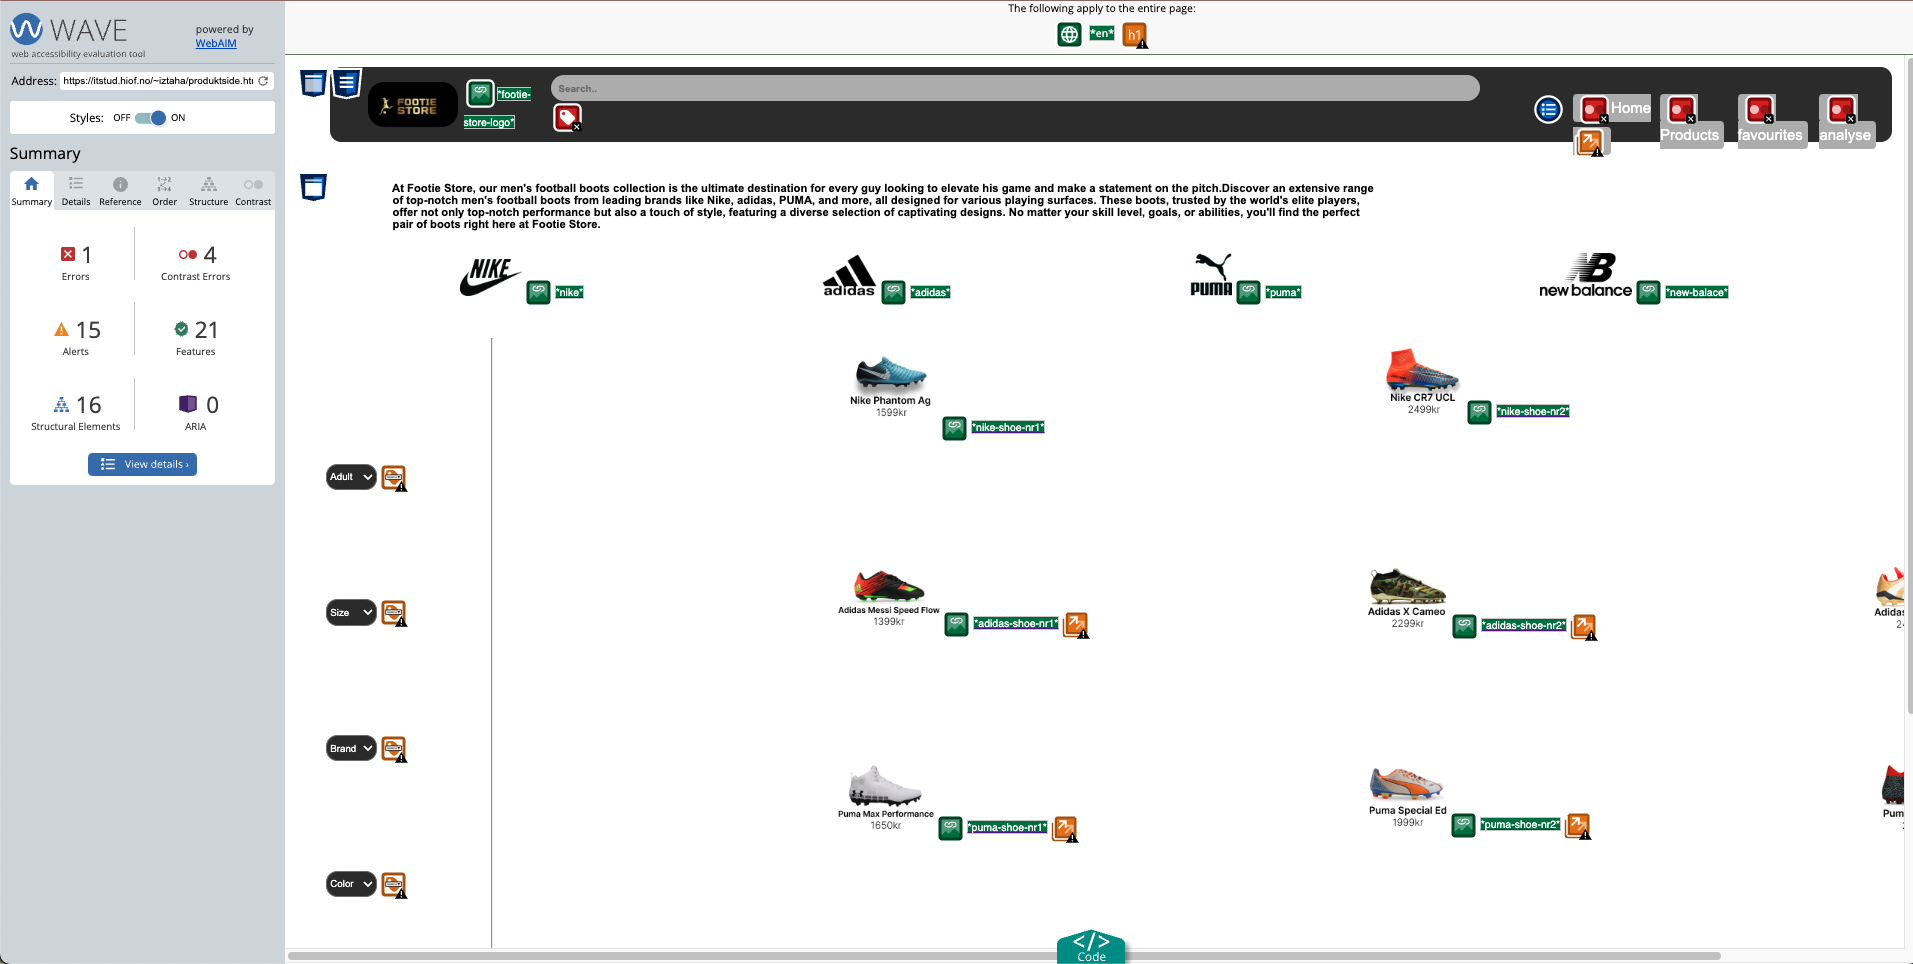 WAVE
web accessibility evaluation tool
powered by
WebAIM
Address: https://itstud.hiof.no/~iztaha/produktside.htm
Styles: OFF ON
Summary
Summary Details Reference Order Structure Contrast
1
Errors
4
Contrast Errors
15
Alerts
21
Features
16
Structural Elements
0
ARIA
View details ›
The following apply to the entire page:
*en* h1
FOOTIE
STORE
*footie-
store-logo*
Search..
Home
Products
favourites
analyse
At Footie Store, our men's football boots collection is the ultimate destination for every guy looking to elevate his game and make a statement on the pitch.Discover an extensive range
of top-notch men's football boots from leading brands like Nike, adidas, PUMA, and more, all designed for various playing surfaces. These boots, trusted by the world's elite players,
offer not only top-notch performance but also a touch of style, featuring a diverse selection of captivating designs. No matter your skill level, goals, or abilities, you'll find the perfect
pair of boots right here at Footie Store.
NIKE *nike*
adidas *adidas*
PUMA *puma*
NB
new balance *new-balace*
Nike Phantom Ag
1599kr
*nike-shoe-nr1*
Nike CR7 UCL
2499kr
*nike-shoe-nr2*
Adult
Size
Adidas Messi Speed Flow
1399kr
*adidas-shoe-nr1*
Adidas X Cameo
2299kr
*adidas-shoe-nr2*
Adidas
24
Brand
Puma Max Performance
1650kr
*puma-shoe-nr1*
Puma Special Ed
1999kr
*puma-shoe-nr2*
Pum
Color
</>
Code